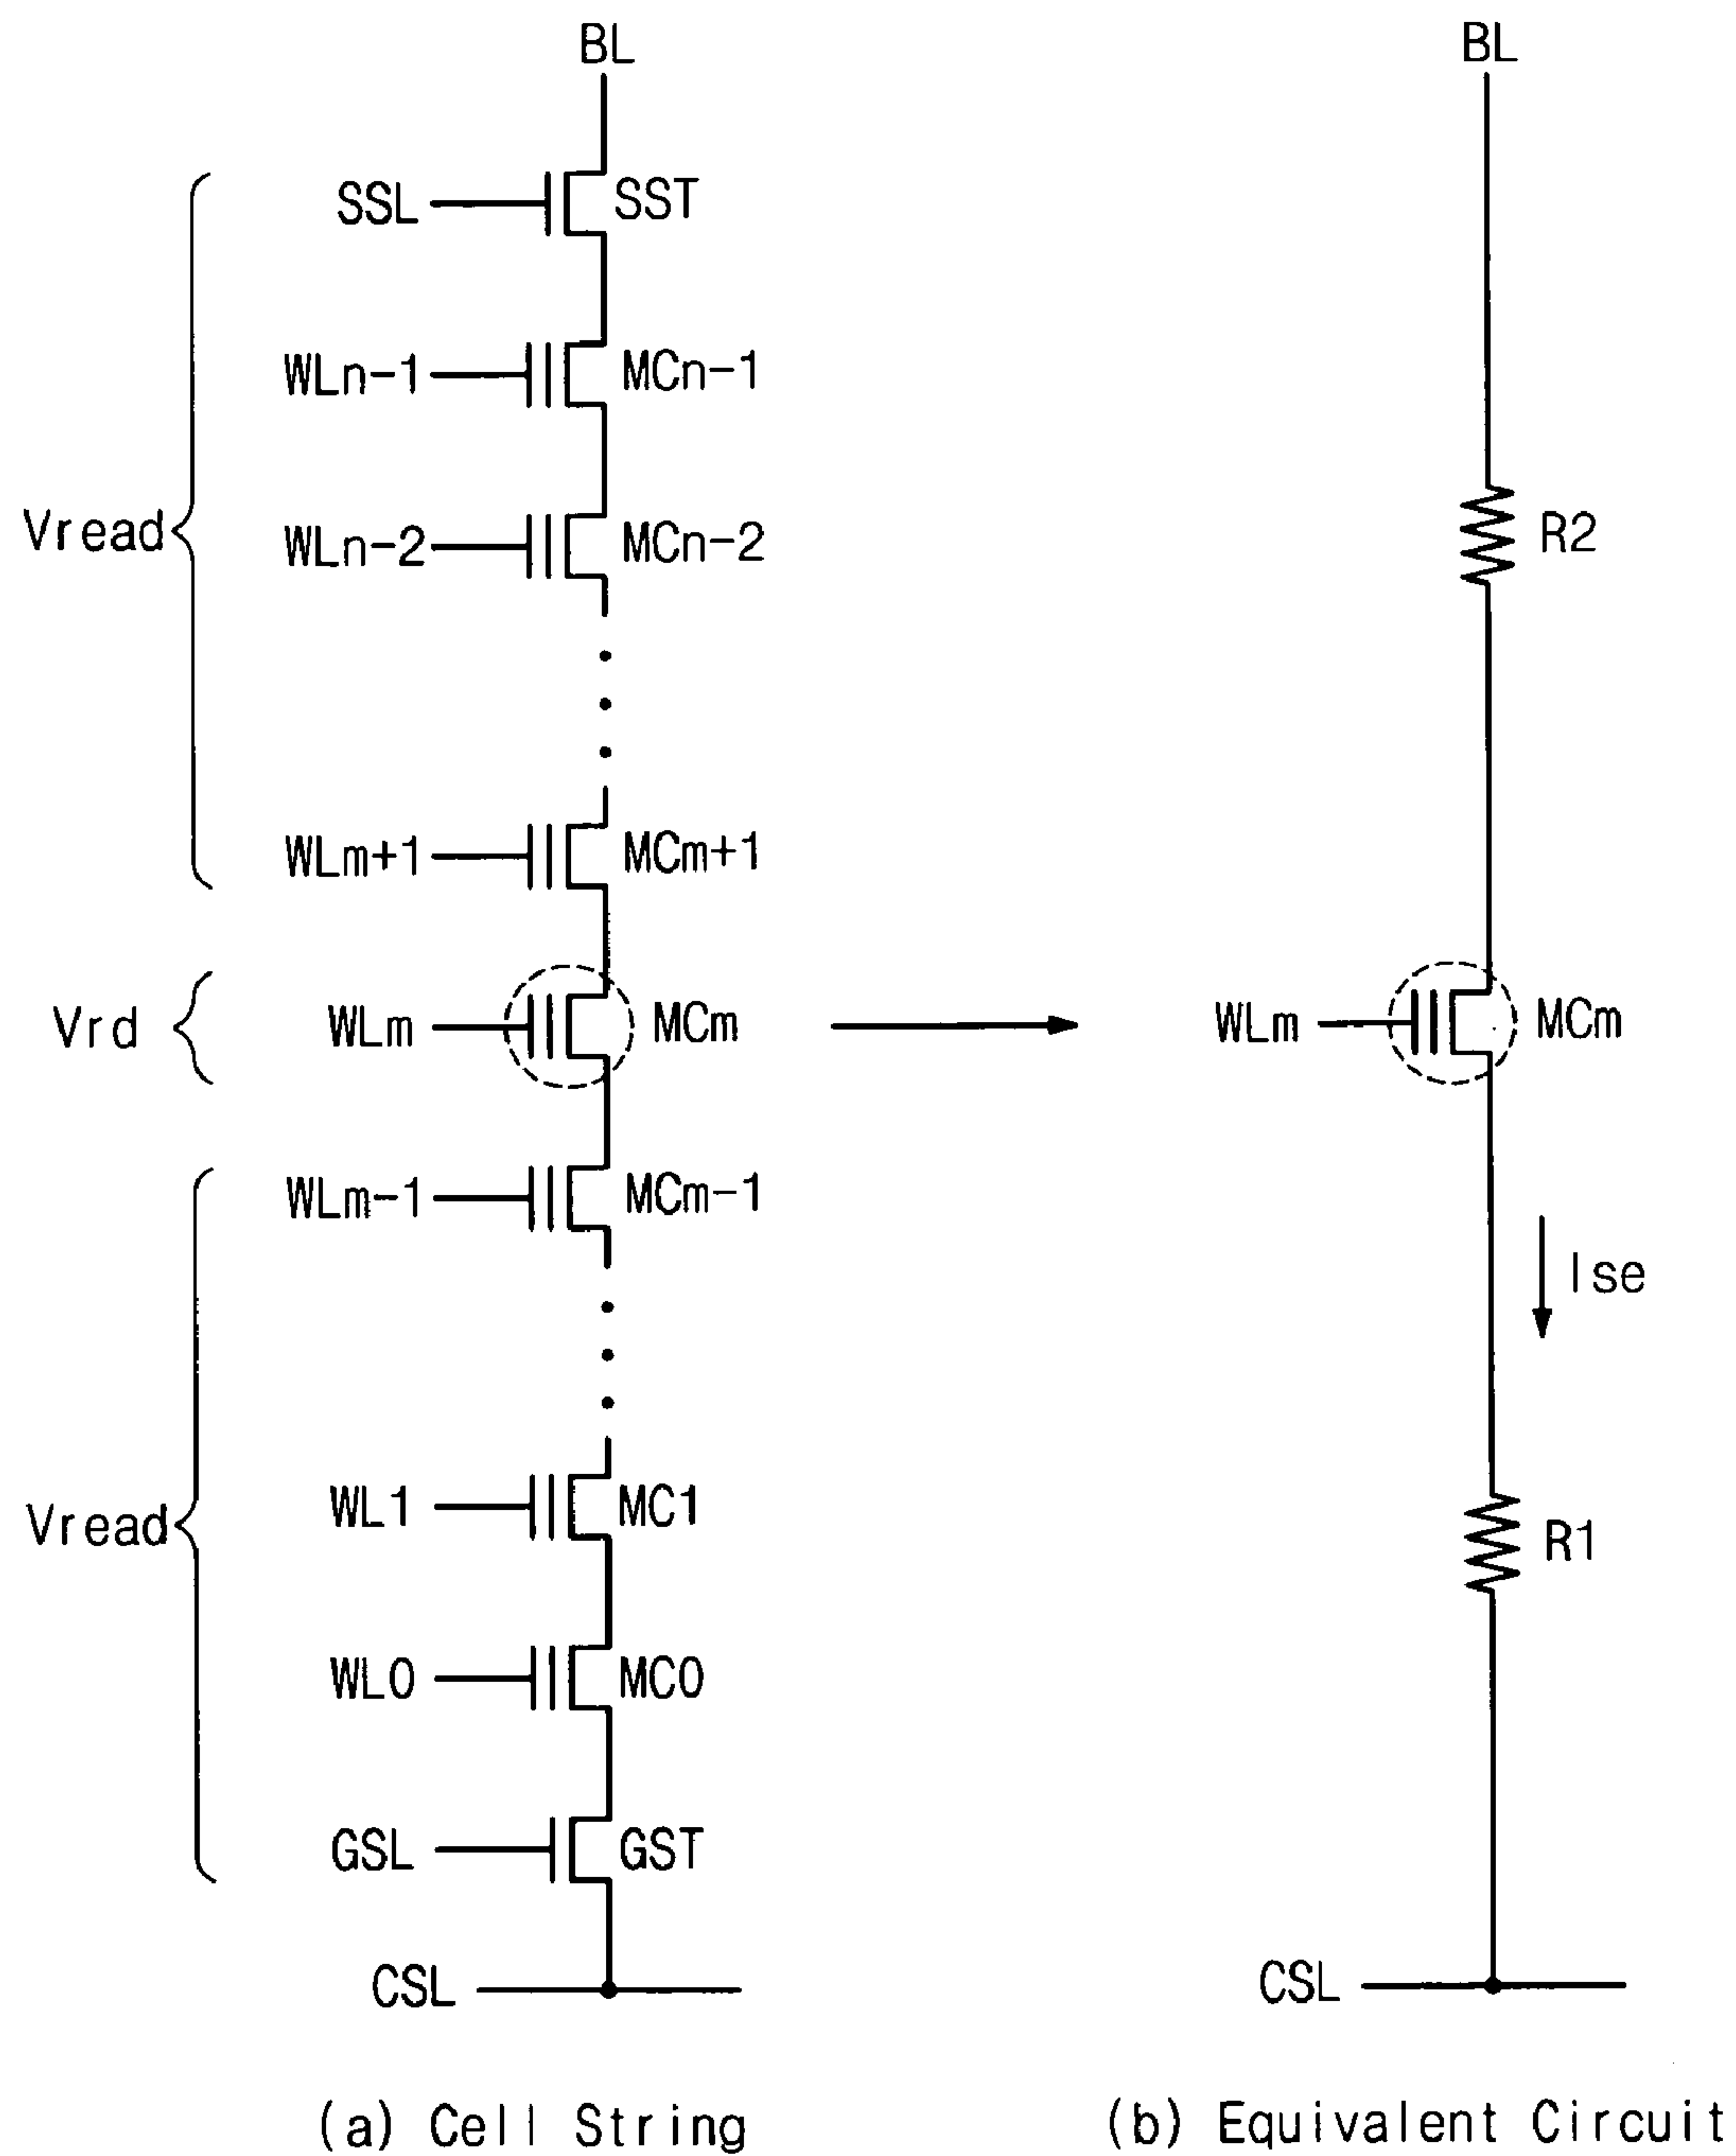 BL
SSL SST
WLn-1 MCn-1
Vread WLn-2 MCn-2
WLm+1 MCm+1
Vrd WLm MCm
WLm-1 MCm-1
Vread WL1 MC1
WL0 MC0
GSL GST
CSL
(a) Cell String
BL
R2
WLm MCm
Ise
R1
CSL
(b) Equivalent Circuit